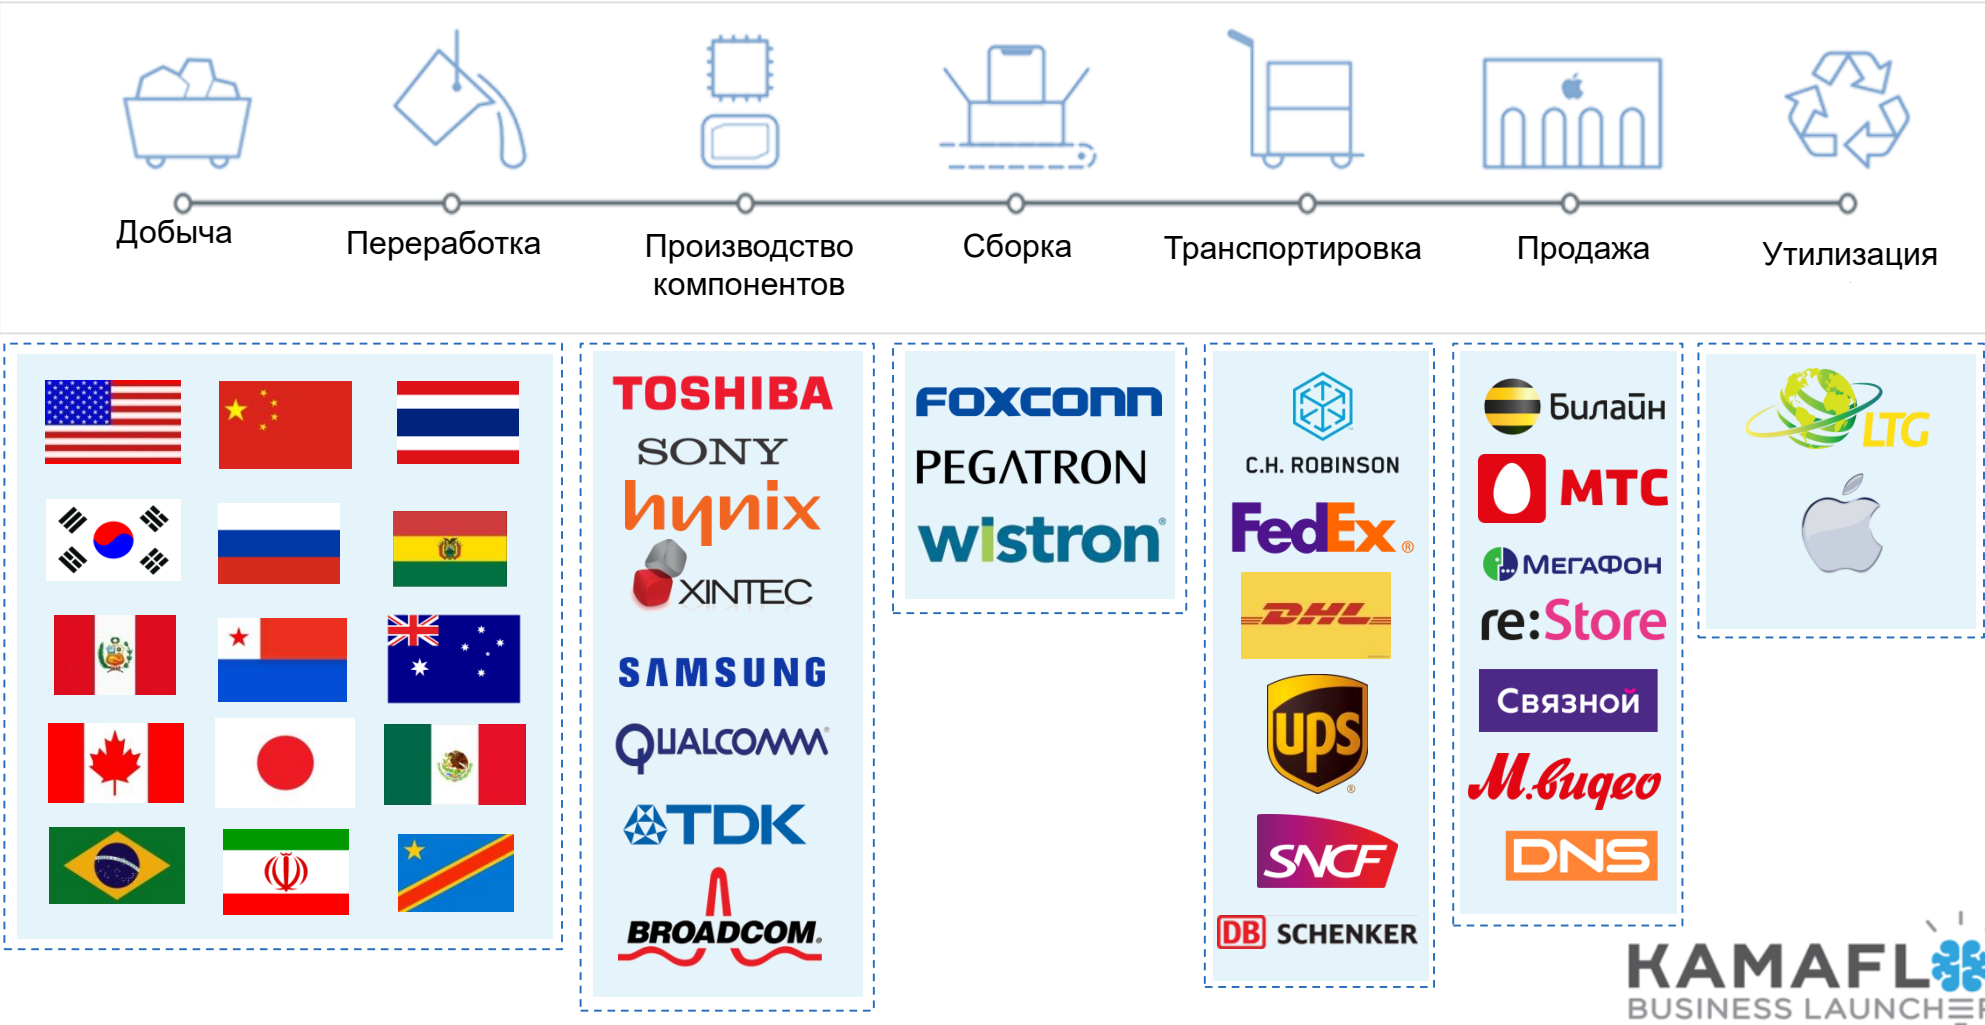 Добыча
Переработка
Производство
компонентов
Сборка
Транспортировка
Продажа
Утилизация
TOSHIBA
SONY
hynix
XINTEC
SAMSUNG
QUALCOMM
TDK
BROADCOM
FOXCONN
PEGATRON
wistron
C.H. ROBINSON
FedEx
DHL
ups
SNCF
DB SCHENKER
Билайн
МТС
МЕГАФОН
re:Store
Связной
М.видео
DNS
LTG
KAMAFL
BUSINESS LAUNCHER